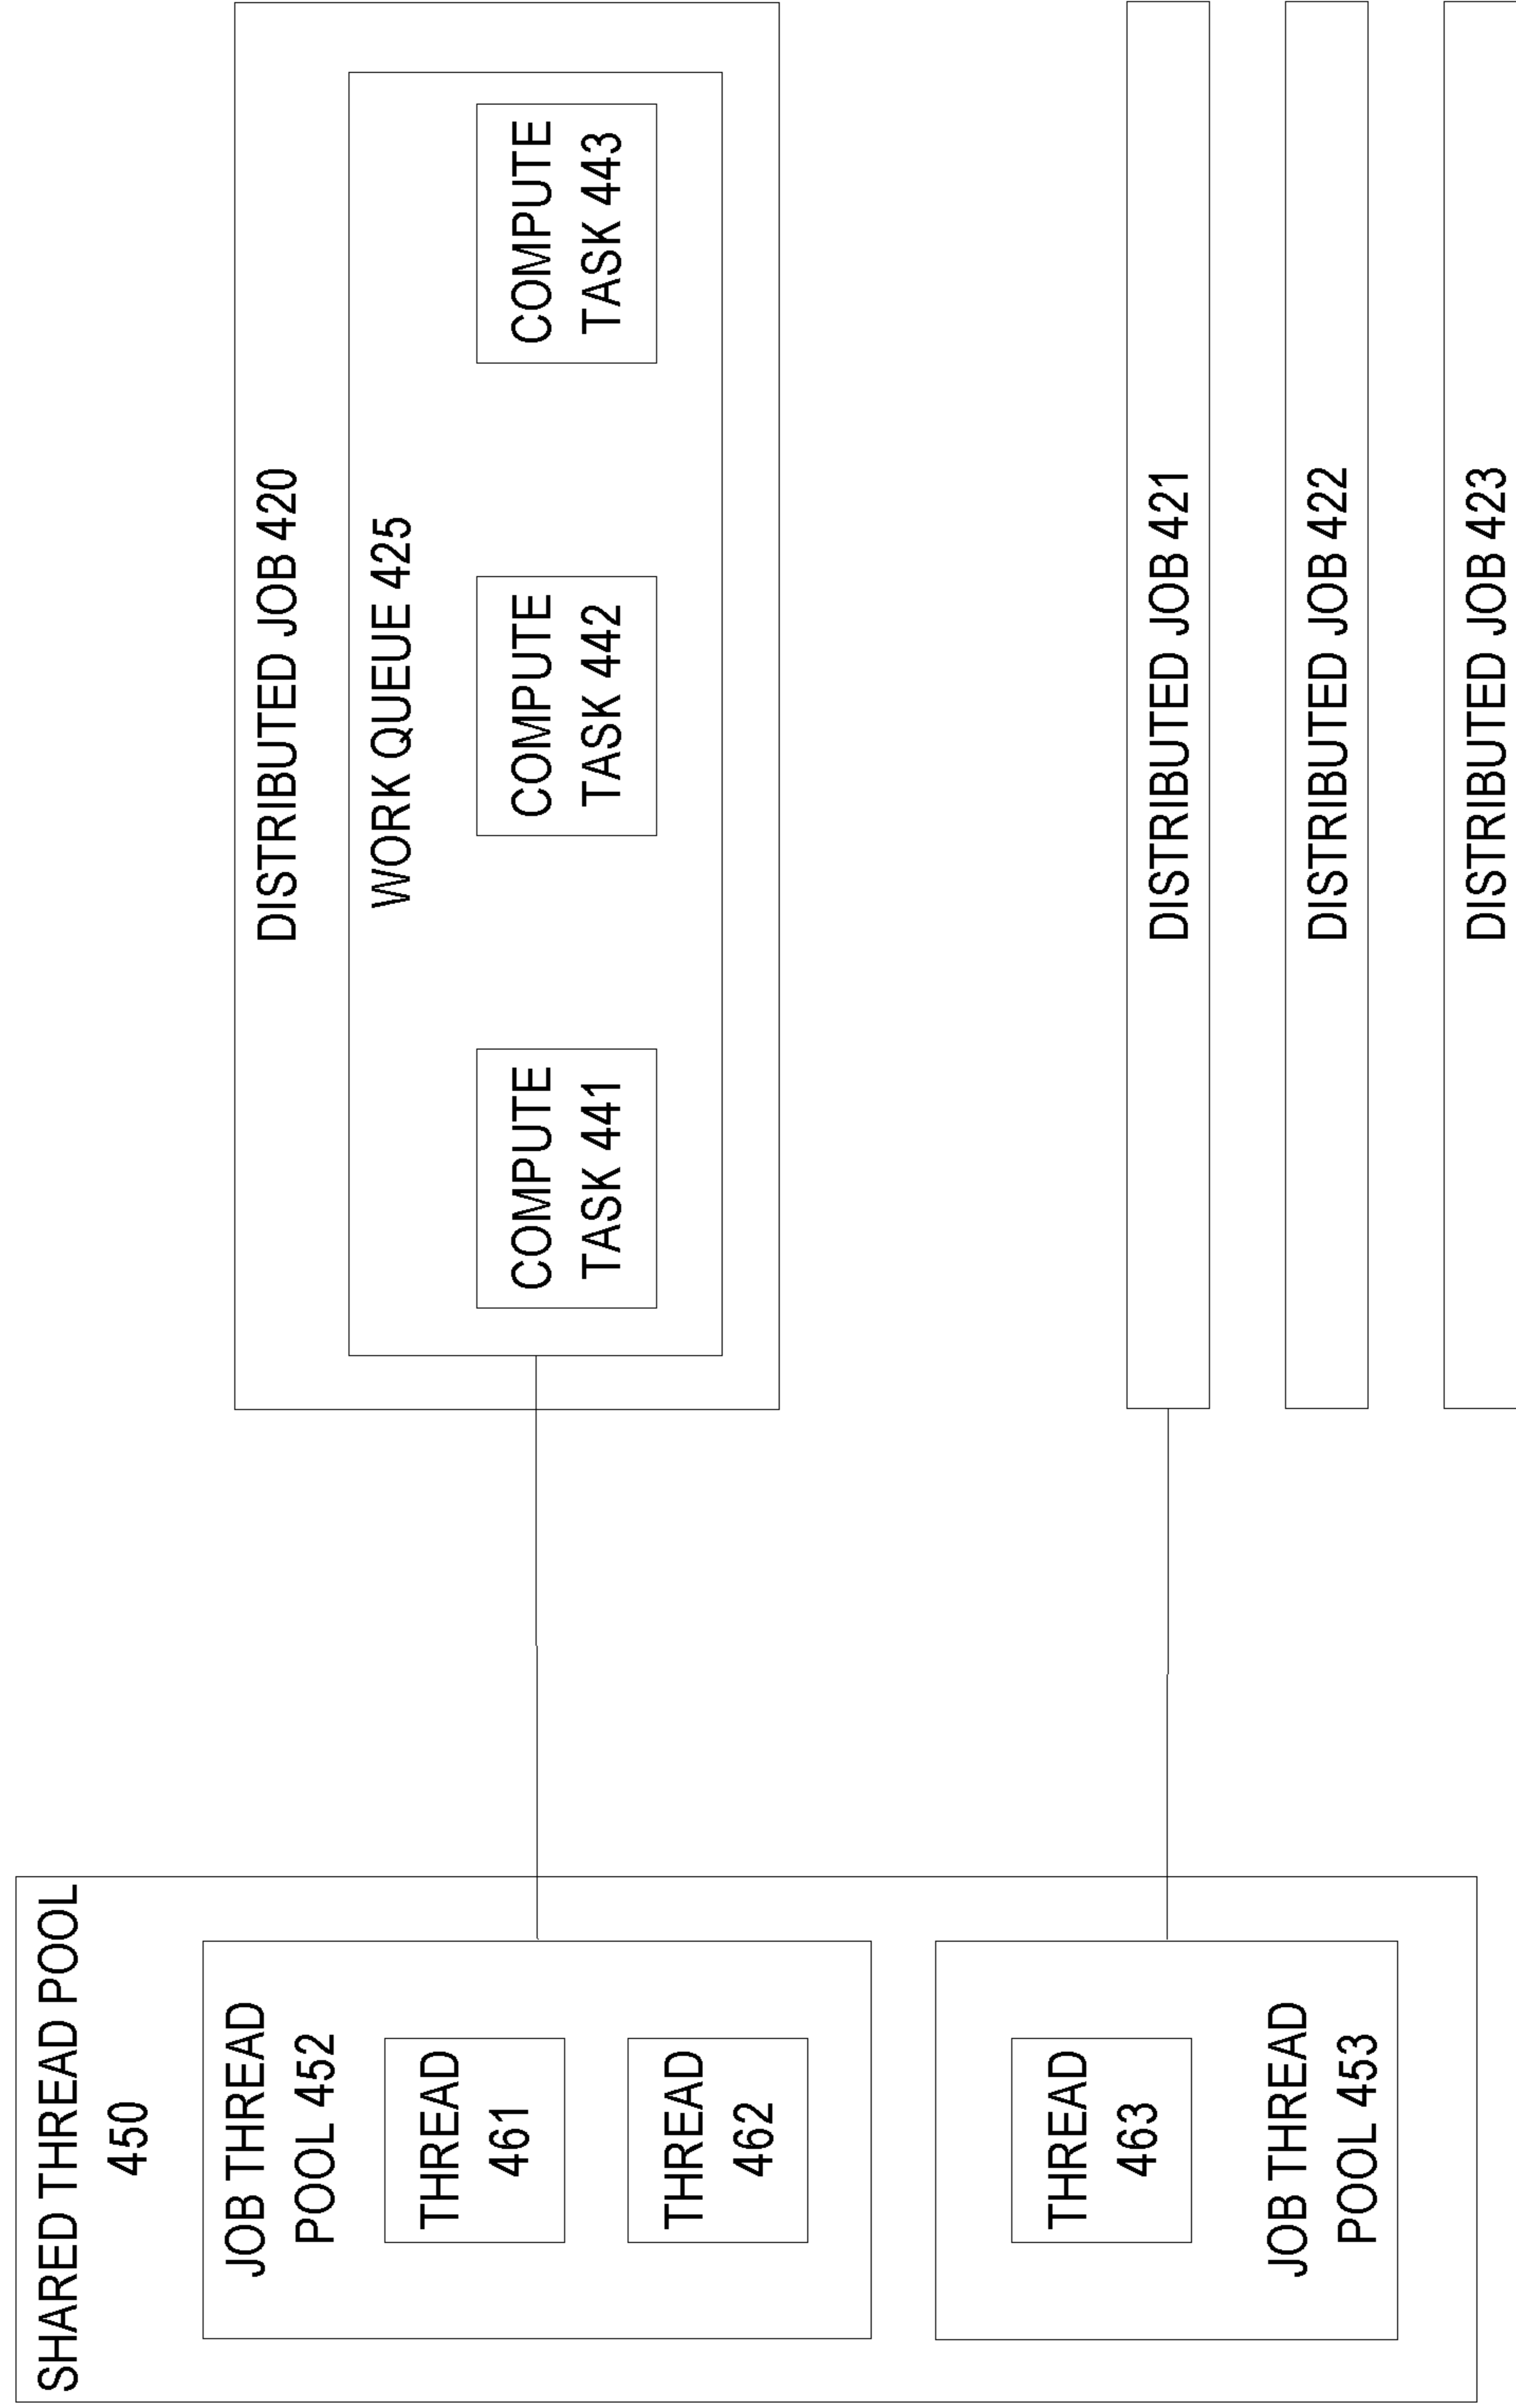 SHARED THREAD POOL
450
JOB THREAD
POOL 452
THREAD
461
THREAD
462
THREAD
463
JOB THREAD
POOL 453
DISTRIBUTED JOB 420
WORK QUEUE 425
COMPUTE
TASK 441
COMPUTE
TASK 442
COMPUTE
TASK 443
DISTRIBUTED JOB 421
DISTRIBUTED JOB 422
DISTRIBUTED JOB 423